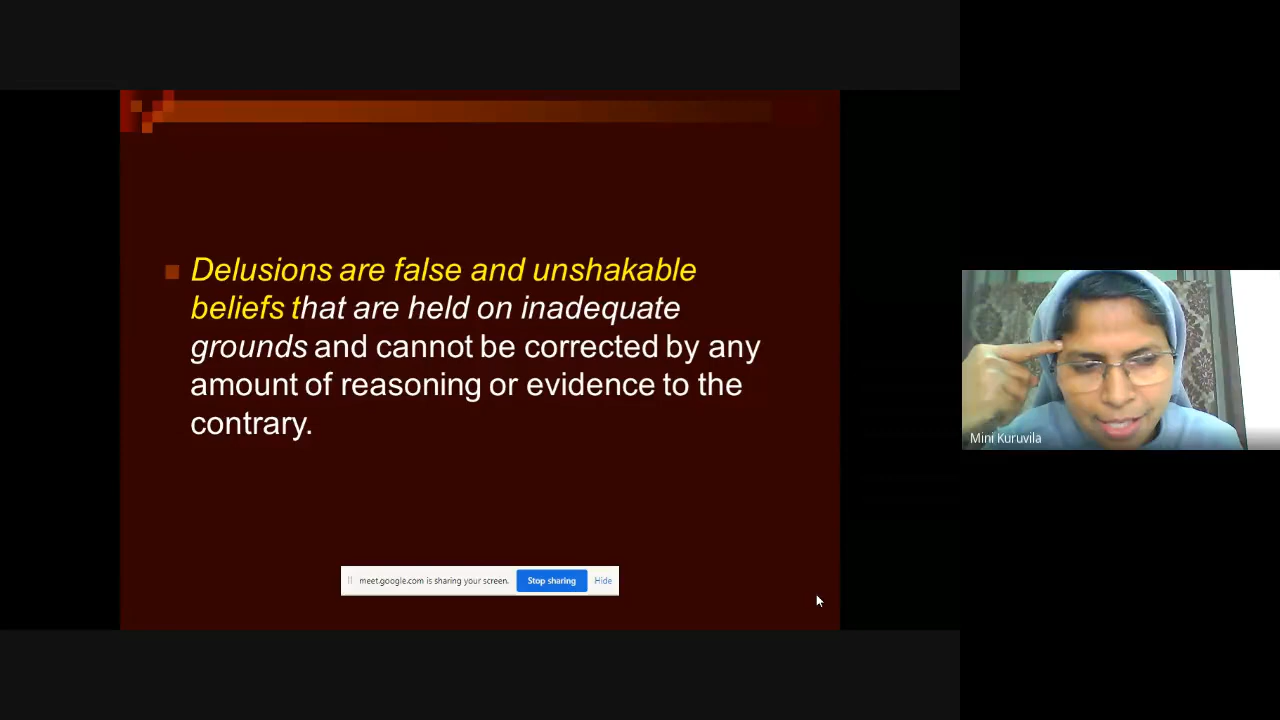 Delusions are false and unshakable
beliefs that are held on inadequate
grounds and cannot be corrected by any
amount of reasoning or evidence to the
contrary.
meet.google.com is sharing your screen.
Stop sharing
Hide
Mini Kuruvila